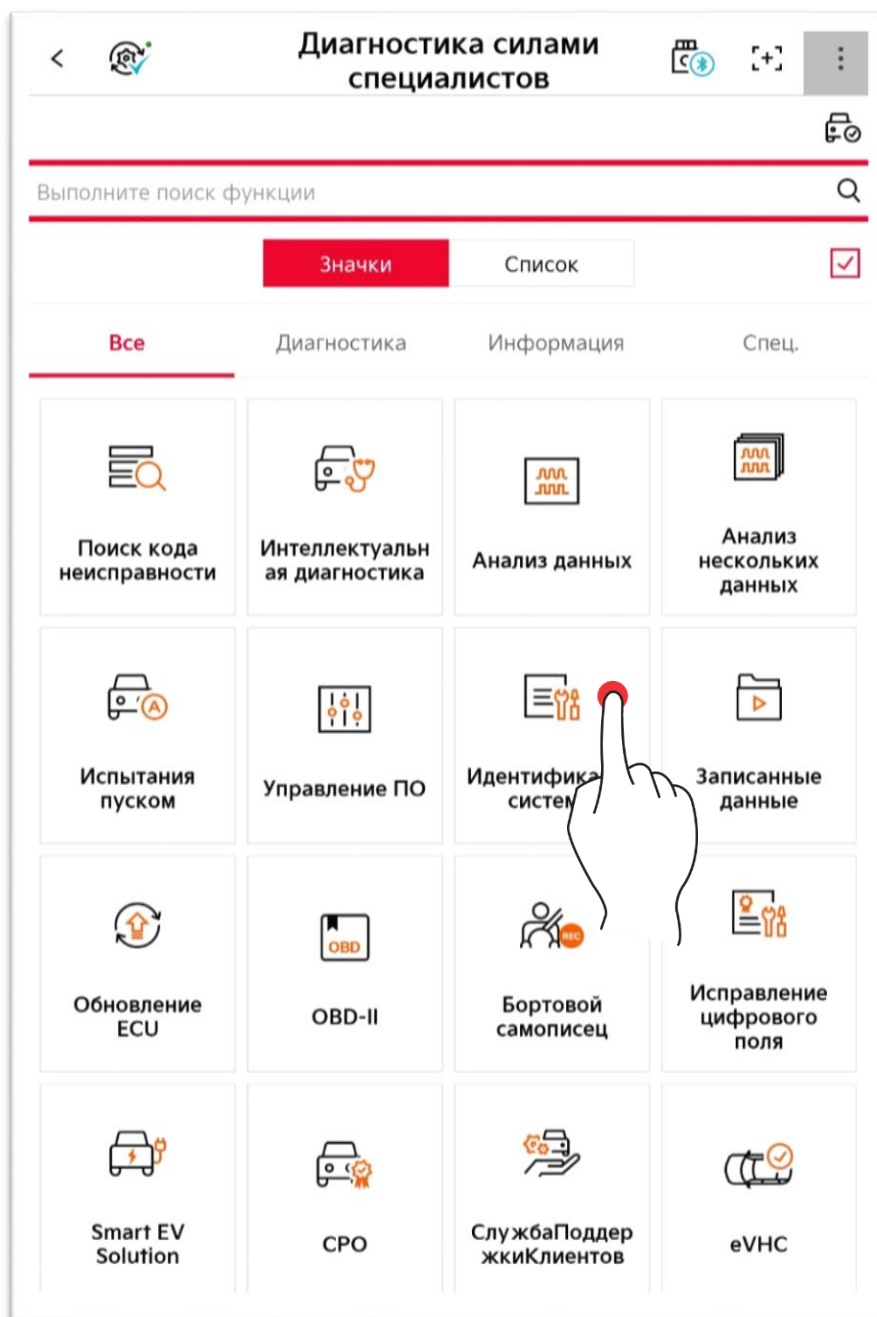 Диагностика силами
специалистов
Выполните поиск функции
Значки
Список
Все
Диагностика
Информация
Спец.
Поиск кода
неисправности
Интеллектуальн
ая диагностика
Анализ данных
Анализ
нескольких
данных
Испытания
пуском
Управление ПО
Идентифика
систем
Записанные
данные
Обновление
ECU
OBD
OBD-II
REC
Бортовой
самописец
Исправление
цифрового
поля
Smart EV
Solution
CPO
СлужбаПоддер
жкиКлиентов
eVHC